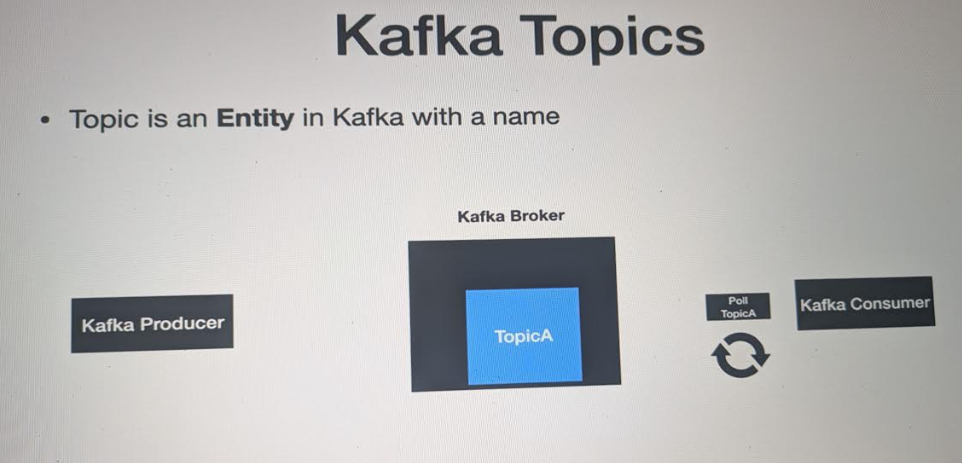 Kafka Topics
• Topic is an Entity in Kafka with a name
Kafka Broker
Kafka Producer
TopicA
Poll
TopicA
Kafka Consumer